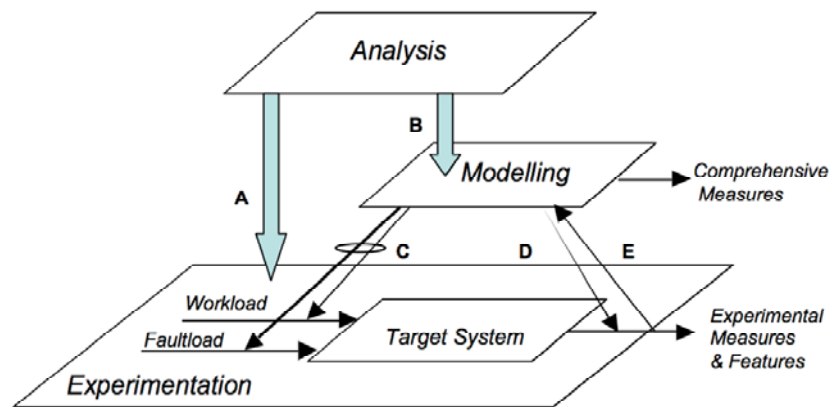 Analysis
B
Modelling
Comprehensive
Measures
A
C
D
E
Workload
Faultload
Target System
Experimental
Measures
& Features
Experimentation